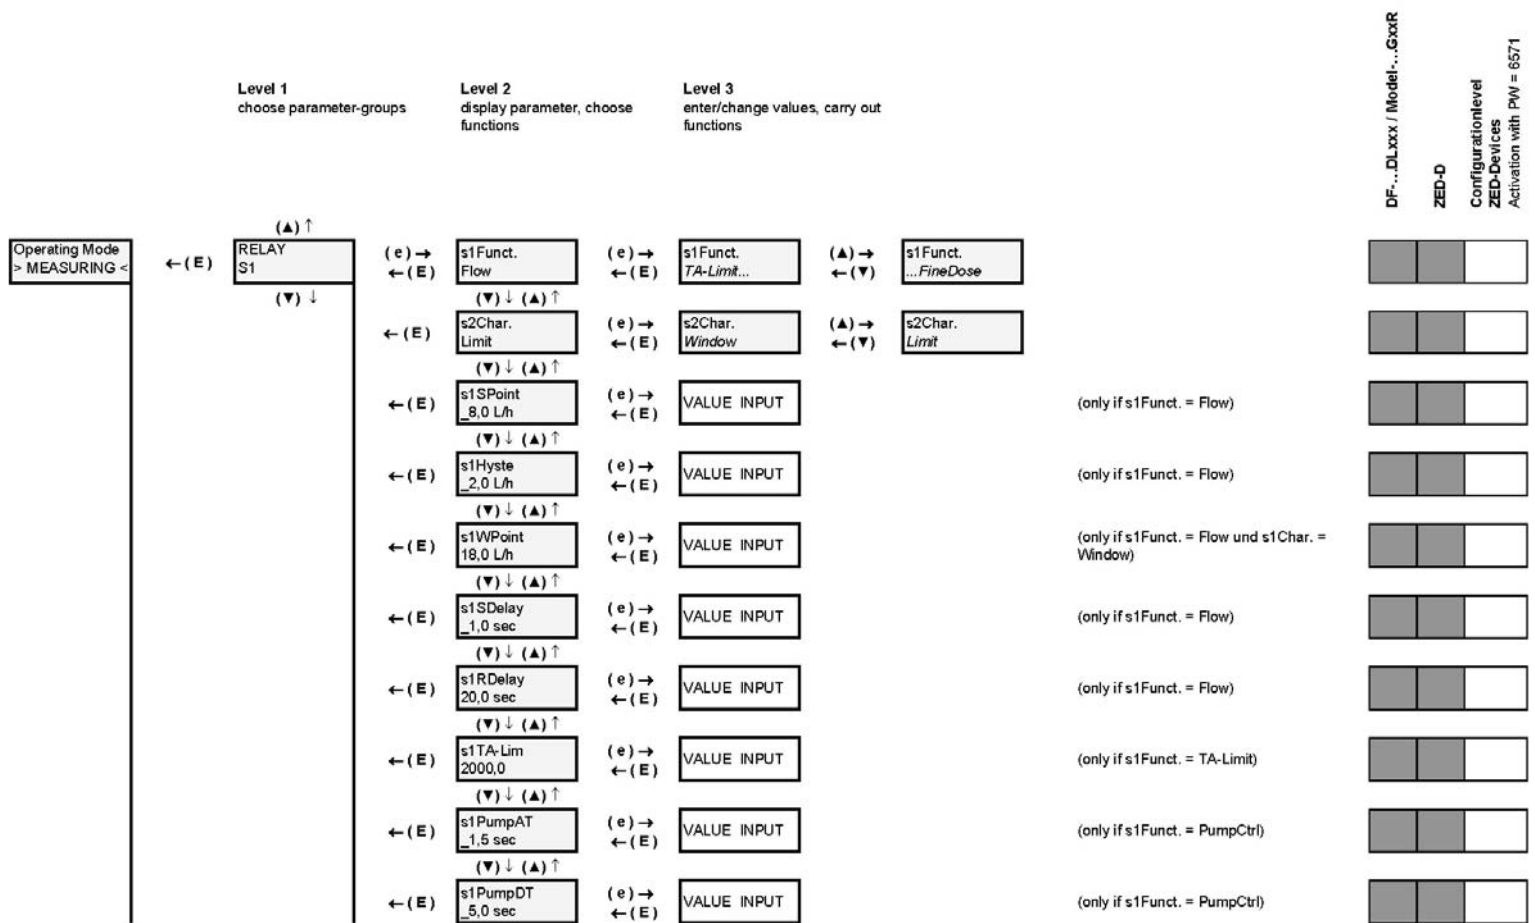 Level 1
choose parameter-groups
Level 2
display parameter, choose
functions
Level 3
enter/change values, carry out
functions
DF-...DLxxx / Model-...GxxR
ZED-D
Configurationlevel
ZED-Devices
Activation with PW = 6571
(▲) ↑
Operating Mode
> MEASURING <
← (E)
RELAY
S1
(▼) ↓
(e) →
← (E)
s1Funct.
Flow
(e) →
← (E)
s1Funct.
TA-Limit...
(▲) →
← (▼)
s1Funct.
...FineDose
(▼) ↓ (▲) ↑
← (E)
s2Char.
Limit
(e) →
← (E)
s2Char.
Window
(▲) →
← (▼)
s2Char.
Limit
(▼) ↓ (▲) ↑
← (E)
s1SPoint
_8,0 L/h
(e) →
← (E)
VALUE INPUT
(only if s1Funct. = Flow)
(▼) ↓ (▲) ↑
← (E)
s1Hyste
_2,0 L/h
(e) →
← (E)
VALUE INPUT
(only if s1Funct. = Flow)
(▼) ↓ (▲) ↑
← (E)
s1WPoint
18,0 L/h
(e) →
← (E)
VALUE INPUT
(only if s1Funct. = Flow und s1Char. =
Window)
(▼) ↓ (▲) ↑
← (E)
s1SDelay
_1,0 sec
(e) →
← (E)
VALUE INPUT
(only if s1Funct. = Flow)
(▼) ↓ (▲) ↑
← (E)
s1RDelay
20,0 sec
(e) →
← (E)
VALUE INPUT
(only if s1Funct. = Flow)
(▼) ↓ (▲) ↑
← (E)
s1TA-Lim
2000,0
(e) →
← (E)
VALUE INPUT
(only if s1Funct. = TA-Limit)
(▼) ↓ (▲) ↑
← (E)
s1PumpAT
_1,5 sec
(e) →
← (E)
VALUE INPUT
(only if s1Funct. = PumpCtrl)
(▼) ↓ (▲) ↑
← (E)
s1PumpDT
_5,0 sec
(e) →
← (E)
VALUE INPUT
(only if s1Funct. = PumpCtrl)